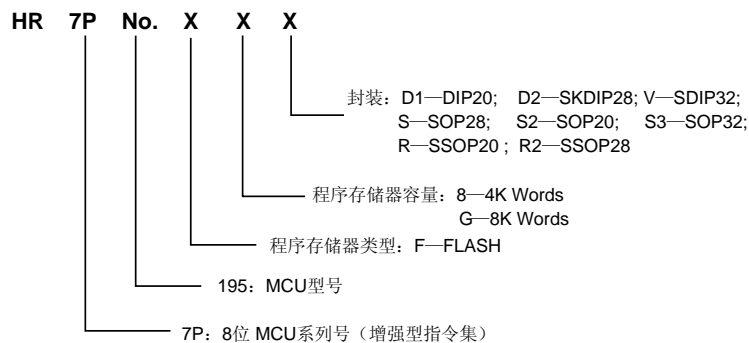 HR 7P No. X X X
封装：D1—DIP20; D2—SKDIP28; V—SDIP32;
S—SOP28; S2—SOP20; S3—SOP32;
R—SSOP20 ; R2—SSOP28
程序存储器容量：8—4K Words
G—8K Words
程序存储器类型：F—FLASH
195：MCU型号
7P：8位 MCU系列号（增强型指令集）